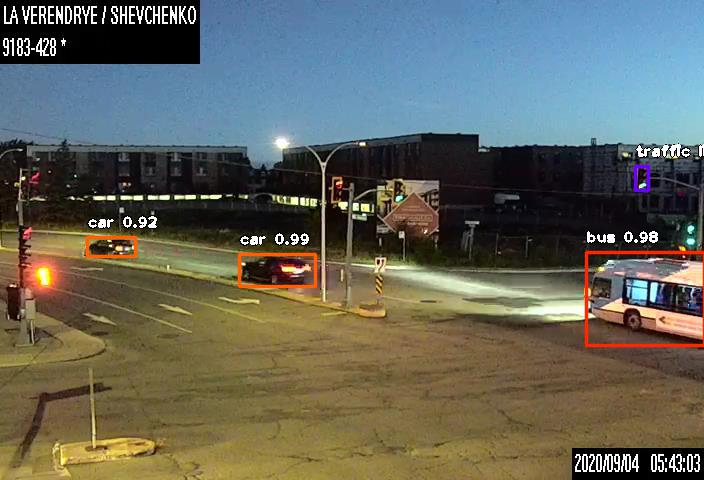 LA VERENDRYE / SHEVCHENKO
9183-428 *
traffic
car 0.92
car 0.99
bus 0.98
2020/09/04 05:43:03